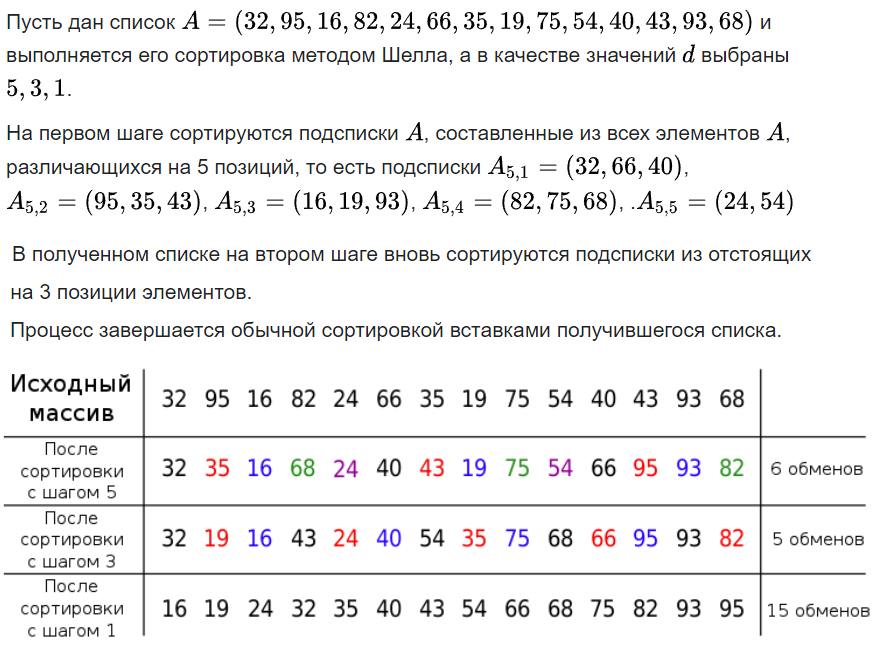 Пусть дан список A = (32, 95, 16, 82, 24, 66, 35, 19, 75, 54, 40, 43, 93, 68) и
выполняется его сортировка методом Шелла, а в качестве значений d выбраны
5, 3, 1.
На первом шаге сортируются подсписки A, составленные из всех элементов A,
различающихся на 5 позиций, то есть подсписки A5,1 = (32, 66, 40),
A5,2 = (95, 35, 43), A5,3 = (16, 19, 93), A5,4 = (82, 75, 68), .A5,5 = (24, 54)
В полученном списке на втором шаге вновь сортируются подсписки из отстоящих
на 3 позиции элементов.
Процесс завершается обычной сортировкой вставками получившегося списка.
Исходный
массив
32 95 16 82 24 66 35 19 75 54 40 43 93 68
После
сортировки
с шагом 5
32 35 16 68 24 40 43 19 75 54 66 95 93 82
6 обменов
После
сортировки
с шагом 3
32 19 16 43 24 40 54 35 75 68 66 95 93 82
5 обменов
После
сортировки
с шагом 1
16 19 24 32 35 40 43 54 66 68 75 82 93 95
15 обменов